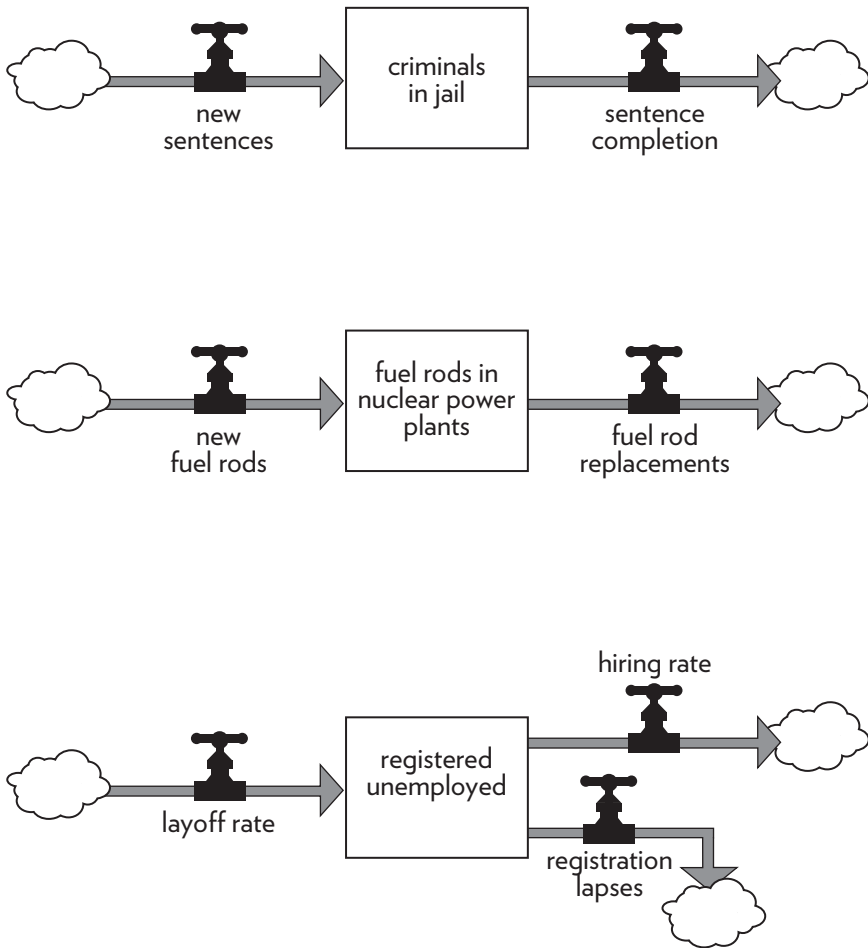 criminals
in jail
new
sentences
sentence
completion
fuel rods in
nuclear power
plants
new
fuel rods
fuel rod
replacements
hiring rate
registered
unemployed
layoff rate
registration
lapses